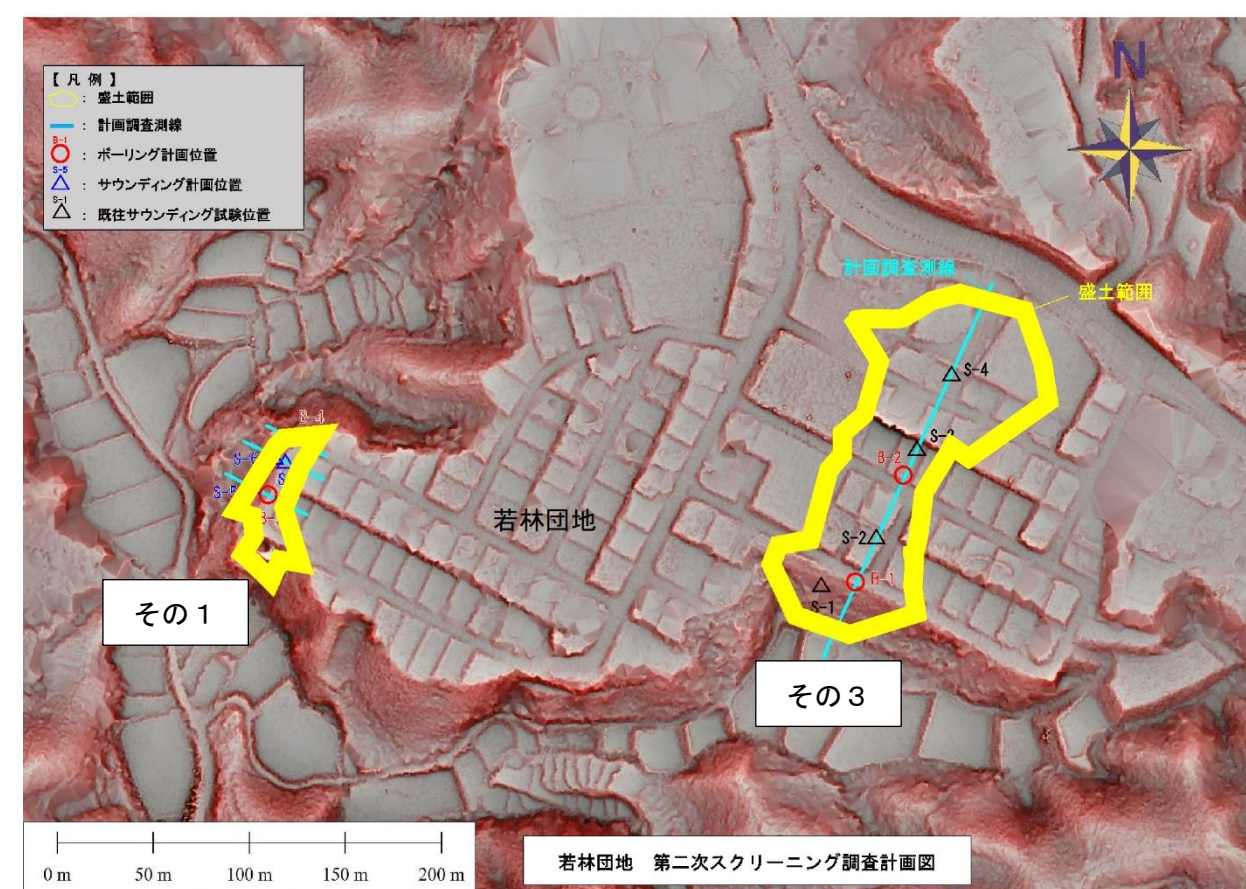 【凡例】
: 盛土範囲
: 計画調査測線
B-1
: ボーリング計画位置
S-5
: サウンディング計画位置
S-1
: 既往サウンディング試験位置
N
計画調査測線
盛土範囲
S-4
S-3
B-2
B-4
S-6
S-5
若林団地
S-2
B-1
S-1
その1
その3
0 m
50 m
100 m
150 m
200 m
若林団地 第二次スクリーニング調査計画図